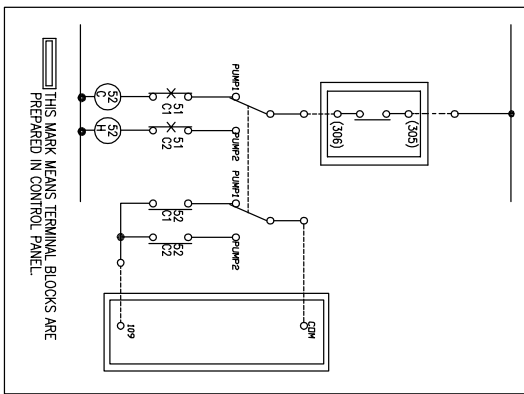 (305)
(306)
COM
PUMP1
PUMP2
PUMP1
PUMP2
51
C1
51
C2
52
C1
52
C2
109
52
C
52
H
THIS MARK MEANS TERMINAL BLOCKS ARE
PREPARED IN CONTROL PANEL.